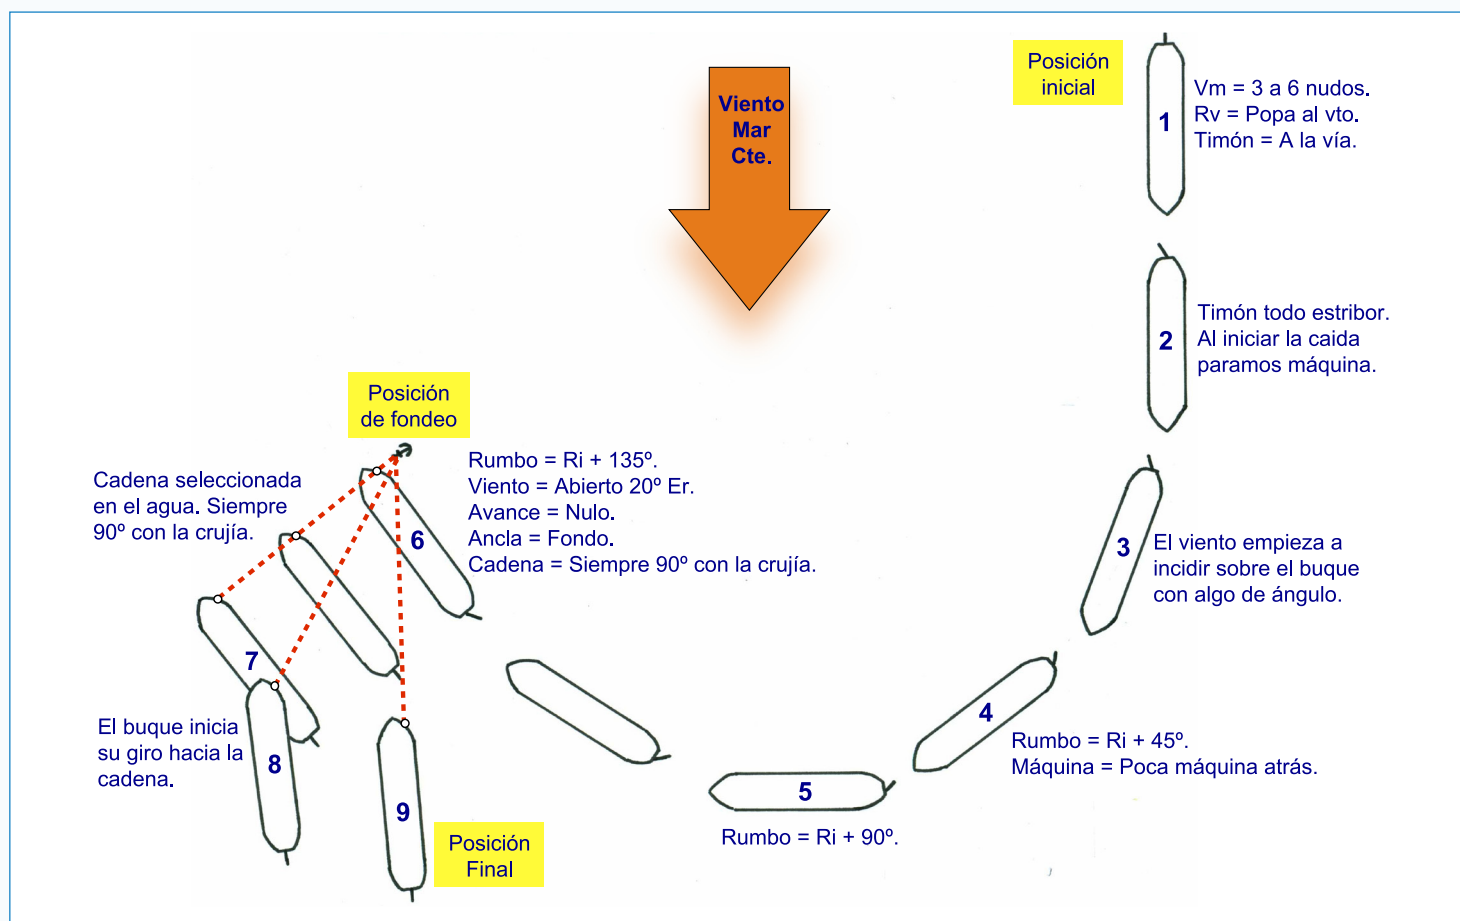 Viento
Mar
Cte.
Posición
inicial
1
Vm = 3 a 6 nudos.
Rv = Popa al vto.
Timón = A la vía.
2
Timón todo estribor.
Al iniciar la caida
paramos máquina.
3
El viento empieza a
incidir sobre el buque
con algo de ángulo.
4
Rumbo = Ri + 45º.
Máquina = Poca máquina atrás.
5
Rumbo = Ri + 90º.
Posición
de fondeo
6
Rumbo = Ri + 135º.
Viento = Abierto 20º Er.
Avance = Nulo.
Ancla = Fondo.
Cadena = Siempre 90º con la crujía.
Cadena seleccionada
en el agua. Siempre
90º con la crujía.
7
El buque inicia
su giro hacia la
cadena.
8
9
Posición
Final